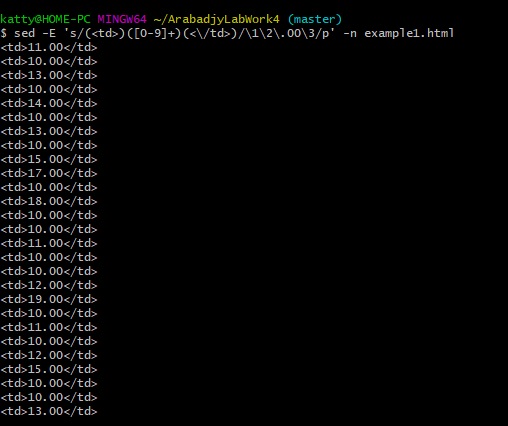 katty@HOME-PC MINGW64 ~/ArabadjyLabWork4 (master)
$ sed -E 's/(<td>)([0-9]+)(<\/td>)/\1\2\.00\3/p' -n example1.html
<td>11.00</td>
<td>10.00</td>
<td>13.00</td>
<td>10.00</td>
<td>14.00</td>
<td>10.00</td>
<td>13.00</td>
<td>10.00</td>
<td>15.00</td>
<td>17.00</td>
<td>10.00</td>
<td>18.00</td>
<td>10.00</td>
<td>10.00</td>
<td>11.00</td>
<td>10.00</td>
<td>10.00</td>
<td>12.00</td>
<td>19.00</td>
<td>10.00</td>
<td>11.00</td>
<td>10.00</td>
<td>12.00</td>
<td>15.00</td>
<td>10.00</td>
<td>10.00</td>
<td>13.00</td>